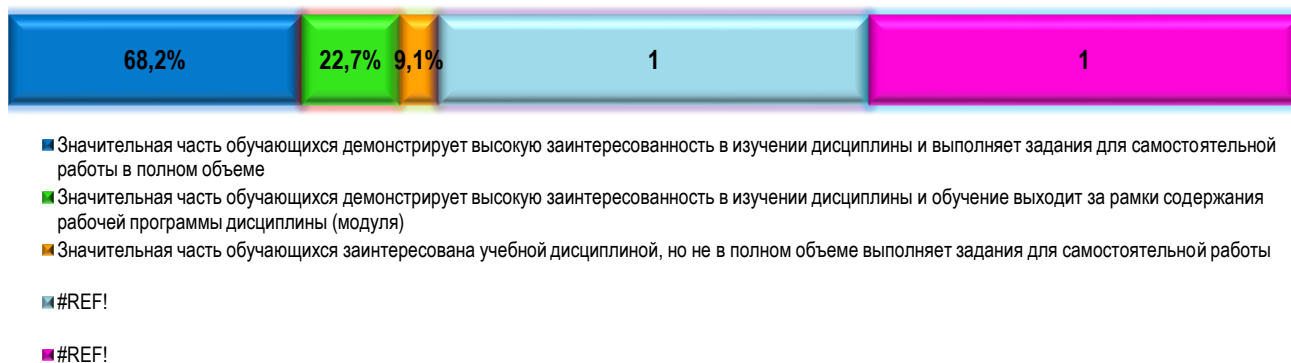 68,2% 22,7% 9,1% 1 1
Значительная часть обучающихся демонстрирует высокую заинтересованность в изучении дисциплины и выполняет задания для самостоятельной
работы в полном объеме
Значительная часть обучающихся демонстрирует высокую заинтересованность в изучении дисциплины и обучение выходит за рамки содержания
рабочей программы дисциплины (модуля)
Значительная часть обучающихся заинтересована учебной дисциплиной, но не в полном объеме выполняет задания для самостоятельной работы
#REF!
#REF!